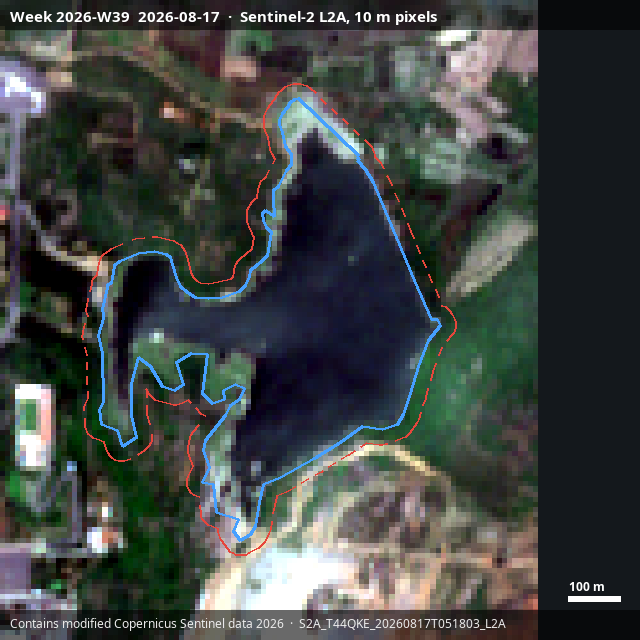 Week 2026-W39  2026-08-17  ·  Sentinel-2 L2A, 10 m pixels
100 m
Contains modified Copernicus Sentinel data 2026  ·  S2A_T44QKE_20260817T051803_L2A